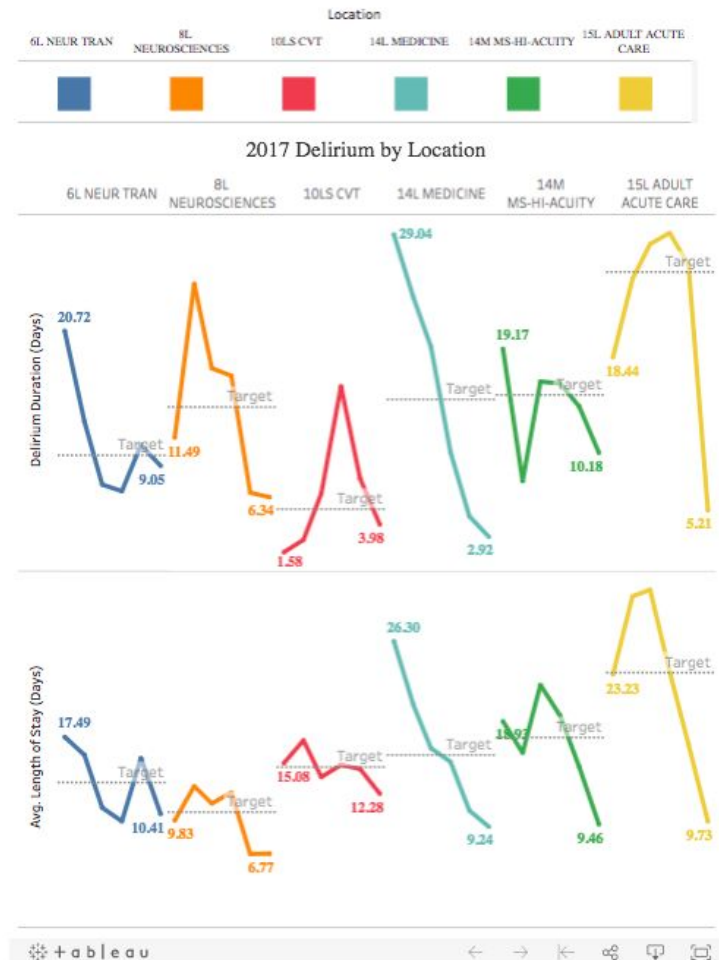 Location
6L NEUR TRAN
8L
NEUROSCIENCES
10LS CVT
14L MEDICINE
14M MS-HI-ACUITY
15L ADULT ACUTE
CARE
2017 Delirium by Location
6L NEUR TRAN
8L
NEUROSCIENCES
10LS CVT
14L MEDICINE
14M
MS-HI-ACUITY
15L ADULT
ACUTE CARE
Delirium Duration (Days)
20.72
Target
9.05
11.49
Target
6.34
1.58
Target
3.98
29.04
Target
2.92
19.17
Target
10.18
18.44
Target
5.21
Avg. Length of Stay (Days)
17.49
Target
10.41
9.83
Target
6.77
15.08
Target
12.28
26.30
Target
9.24
Target
9.46
23.23
Target
9.73
+ a b l e a u